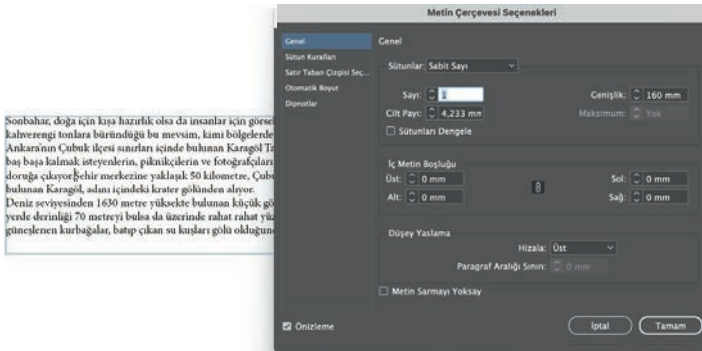 Metin Çerçevesi Seçenekleri
Genel
Sütun Kuralları
Satır Taban Çizgisi Seç...
Otomatik Boyut
Dipnotlar
Genel
Sütunlar: Sabit Sayı
Sayı: 1
Genişlik: 160 mm
Cilt Payı: 4,233 mm
Maksimum: Yok
Sütunları Dengele
İç Metin Boşluğu
Üst: 0 mm
Sol: 0 mm
Alt: 0 mm
Sağ: 0 mm
Düşey Yaslama
Hizala: Üst
Paragraf Aralığı Sınırı: 0 mm
Metin Sarmayı Yoksay
Önizleme
İptal
Tamam
Sonbahar, doğa için kışa hazırlık olsa da insanlar için görsel
kahverengi tonlara büründüğü bu mevsim, kimi bölgelerde
Ankara'nın Çubuk ilçesi sınırları içinde bulunan Karagöl Ta
baş başa kalmak isteyenlerin, piknikçilerin ve fotoğrafçıların
doruğa çıkıyor. Şehir merkezine yaklaşık 50 kilometre, Çubu
bulunan Karagöl, adını içindeki krater gölünden alıyor.
Deniz seviyesinden 1630 metre yüksekte bulunan küçük gö
yerde derinliği 70 metreyi bulsa da üzerinde rahat rahat yüz
güneşlenen kurbağalar, batıp çıkan su kuşları gölü olduğund